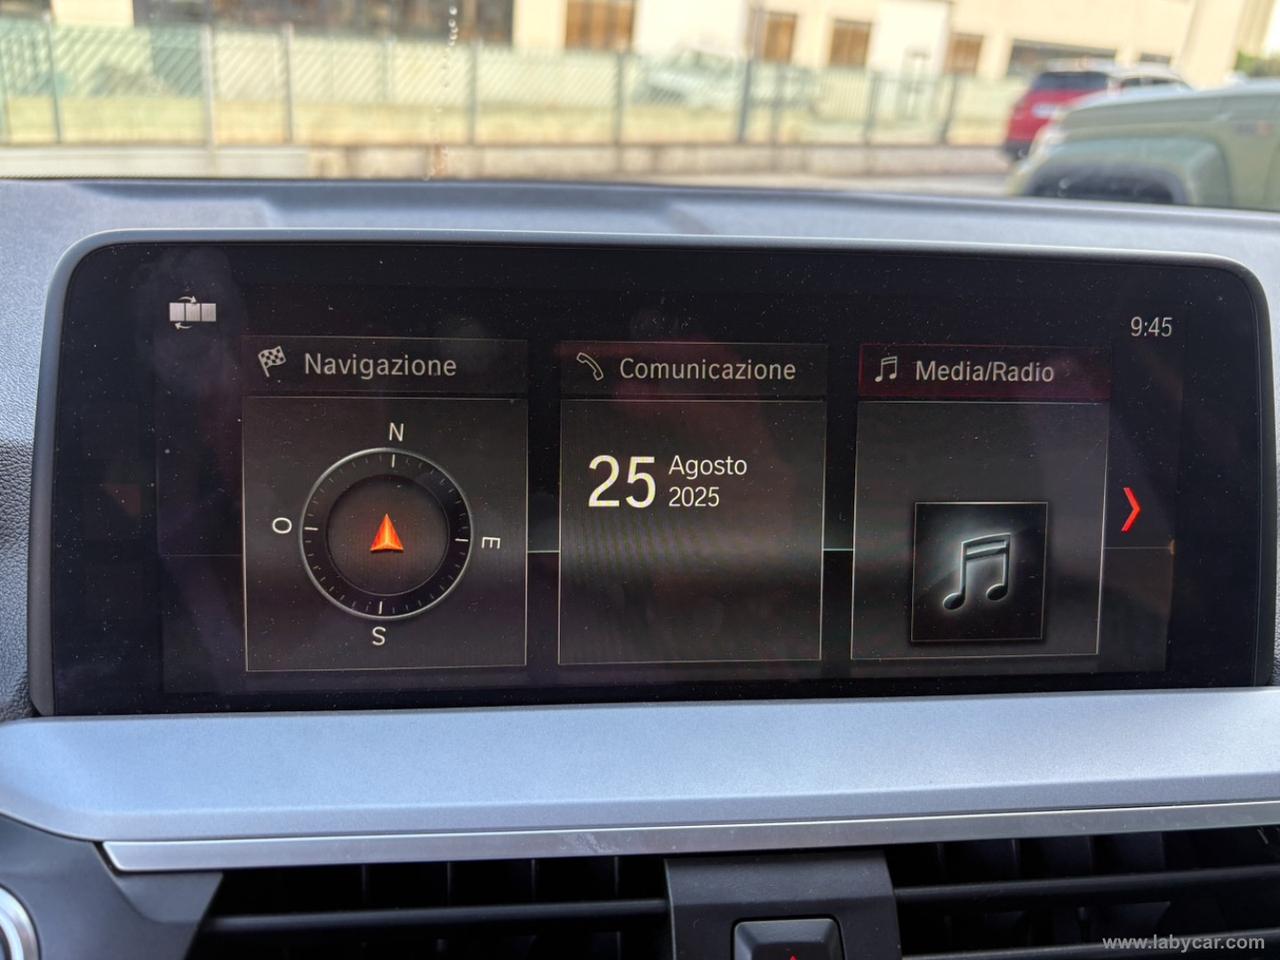 9:45
Navigazione
Comunicazione
Media/Radio
N
O
E
S
25
Agosto
2025
www.labycar.com